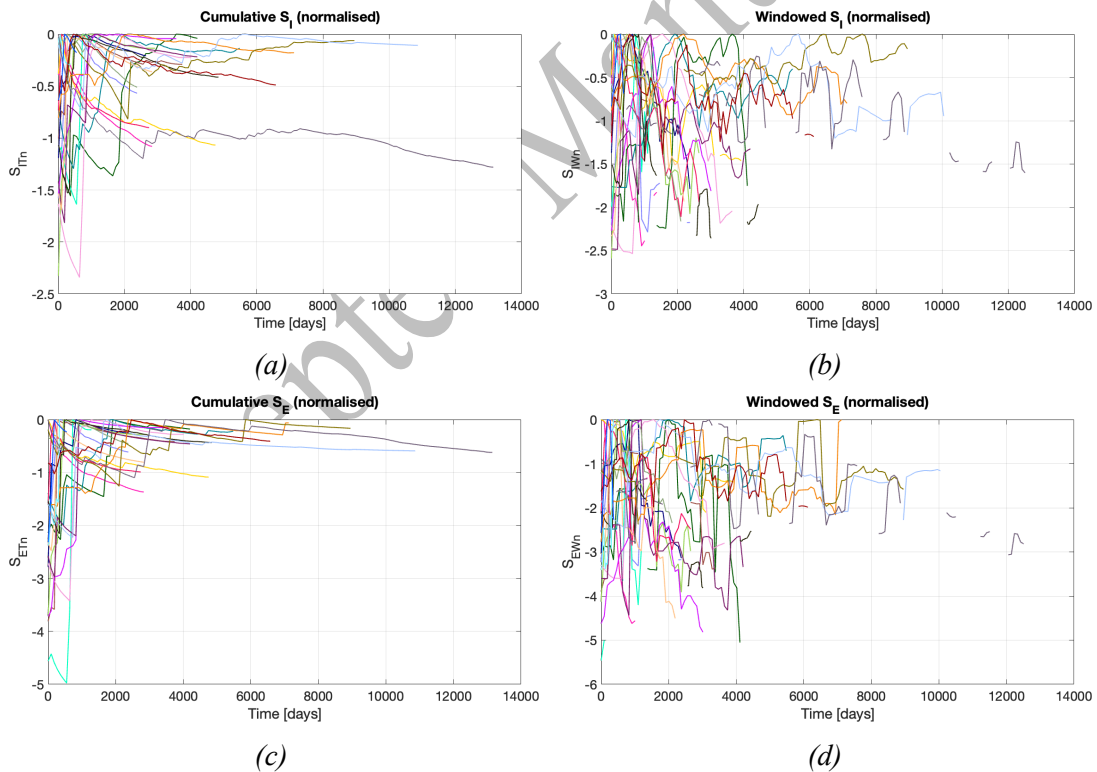 Cumulative S_I (normalised)
0
-0.5
-1
-1.5
-2
-2.5
S_ITn
0 2000 4000 6000 8000 10000 12000 14000
Time [days]
(a)
Windowed S_I (normalised)
0
-0.5
-1
-1.5
-2
-2.5
-3
S_IWn
0 2000 4000 6000 8000 10000 12000 14000
Time [days]
(b)
Cumulative S_E (normalised)
0
-1
-2
-3
-4
-5
S_ETn
0 2000 4000 6000 8000 10000 12000 14000
Time [days]
(c)
Windowed S_E (normalised)
0
-1
-2
-3
-4
-5
-6
S_EWn
0 2000 4000 6000 8000 10000 12000 14000
Time [days]
(d)